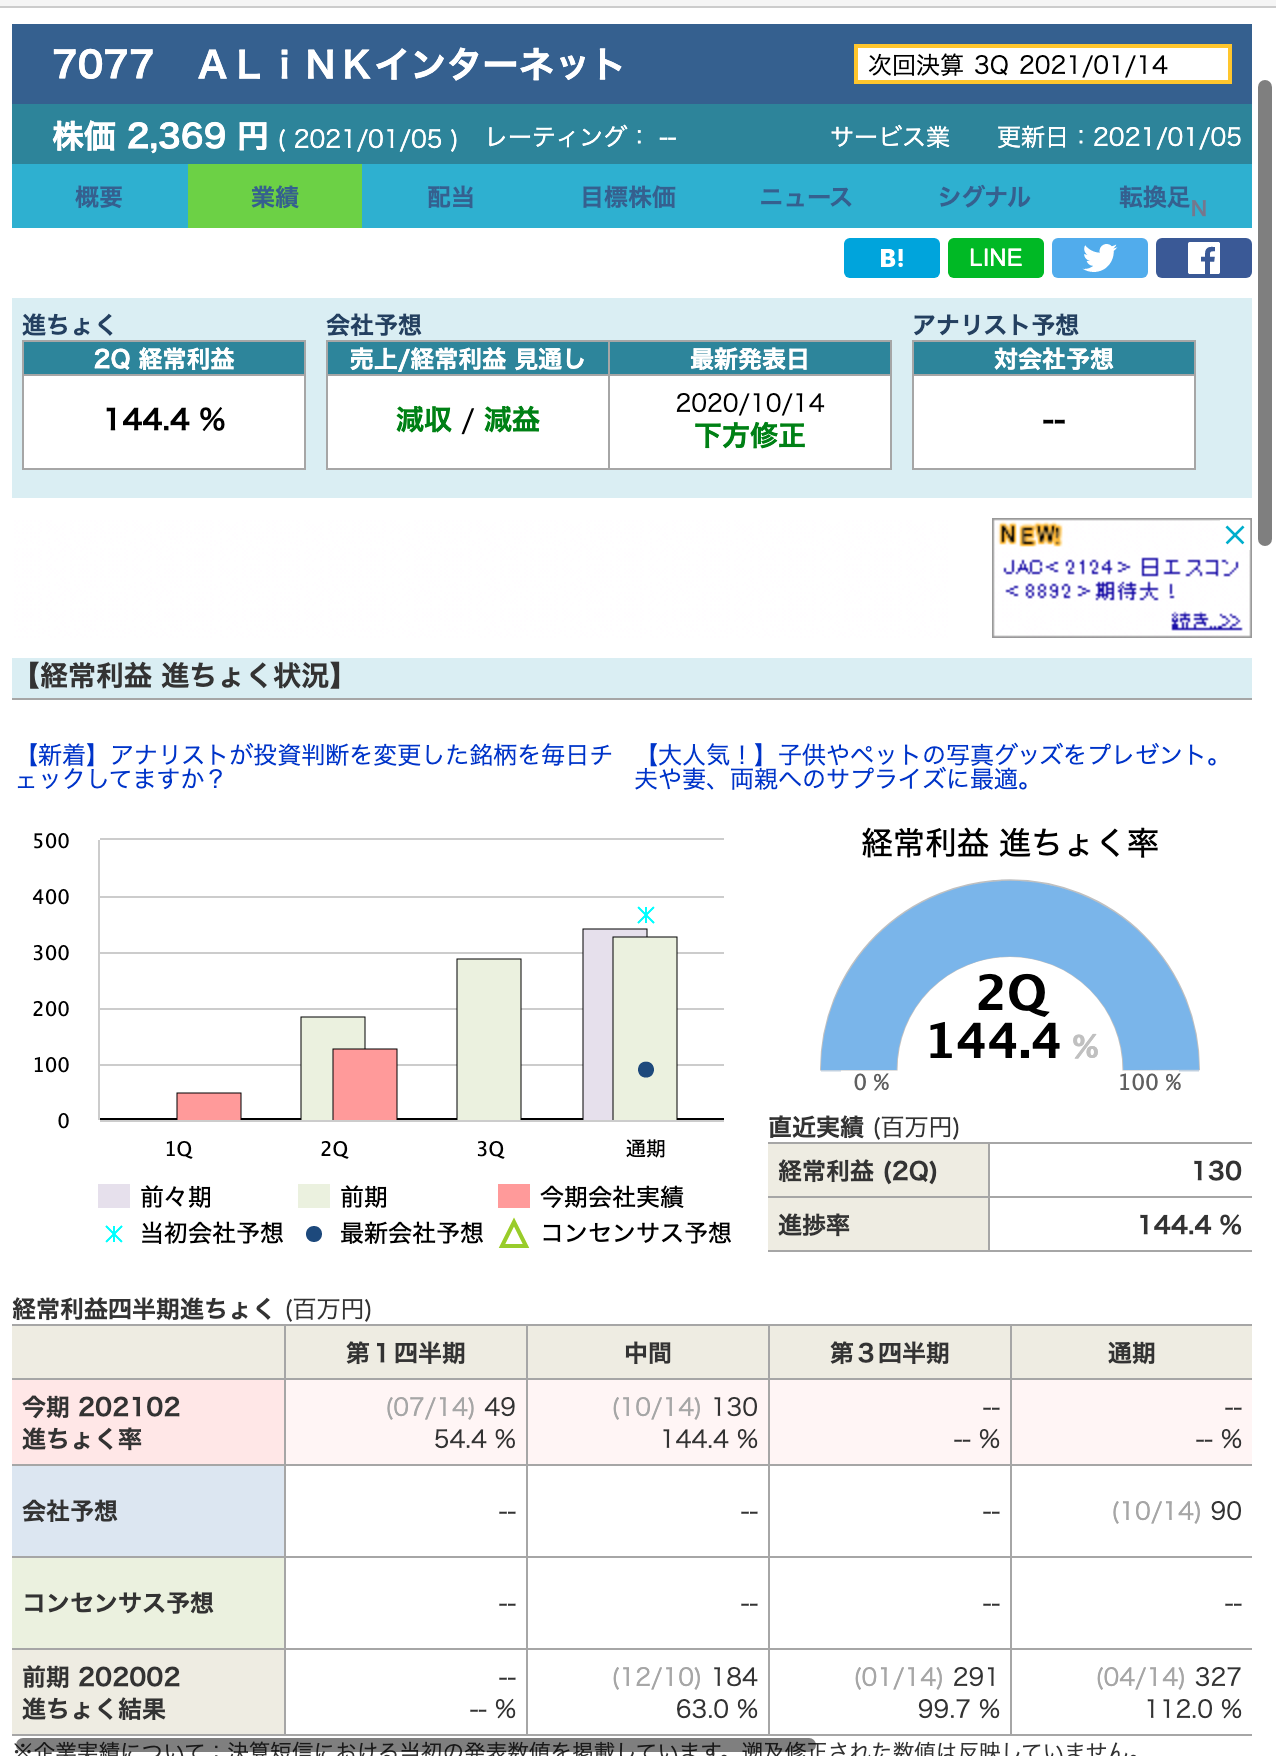 7077　ＡＬｉＮＫインターネット
次回決算 3Q 2021/01/14
株価 2,369 円 ( 2021/01/05 ) レーティング： --
サービス業 更新日：2021/01/05
概要 業績 配当 目標株価 ニュース シグナル 転換足N
B! LINE
進ちょく
2Q 経常利益
144.4 %
会社予想
売上/経常利益 見通し 最新発表日
減収 / 減益
2020/10/14
下方修正
アナリスト予想
対会社予想
--
NEW!
JAC<2124> 日エスコン
<8892>期待大！
続き..>>
【経常利益 進ちょく状況】
【新着】アナリストが投資判断を変更した銘柄を毎日チ
ェックしてますか？
【大人気！】子供やペットの写真グッズをプレゼント。
夫や妻、両親へのサプライズに最適。
500
400
300
200
100
0
1Q 2Q 3Q 通期
前々期 前期 今期会社実績
当初会社予想 最新会社予想 コンセンサス予想
経常利益 進ちょく率
2Q
144.4 %
0 % 100 %
直近実績 (百万円)
経常利益 (2Q) 130
進捗率 144.4 %
経常利益四半期進ちょく (百万円)
第１四半期 中間 第３四半期 通期
今期 202102 (07/14) 49 (10/14) 130 -- --
進ちょく率 54.4 % 144.4 % -- % -- %
会社予想 -- -- -- (10/14) 90
コンセンサス予想 -- -- -- --
前期 202002 -- (12/10) 184 (01/14) 291 (04/14) 327
進ちょく結果 -- % 63.0 % 99.7 % 112.0 %
※企業実績について：決算短信における当初の発表数値を掲載しています。遡及修正された数値は反映していません。